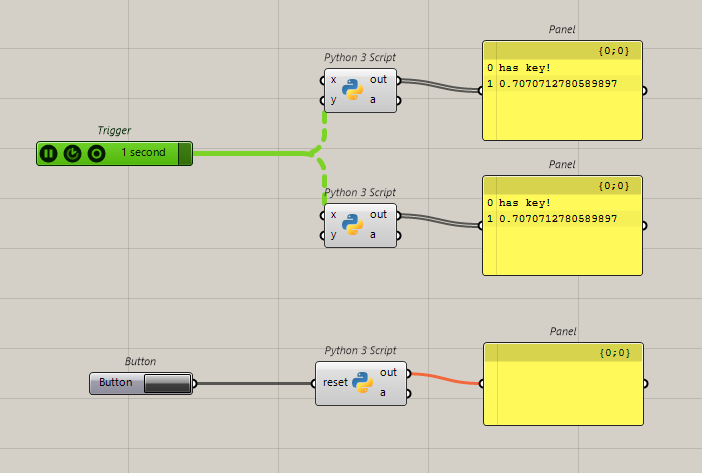 Panel
{0;0}
0 has key!
1 0.7070712780589897
Python 3 Script
x out
y a
Trigger
1 second
Panel
{0;0}
0 has key!
1 0.7070712780589897
Python 3 Script
x out
y a
Panel
{0;0}
Python 3 Script
reset out
a
Button
Button